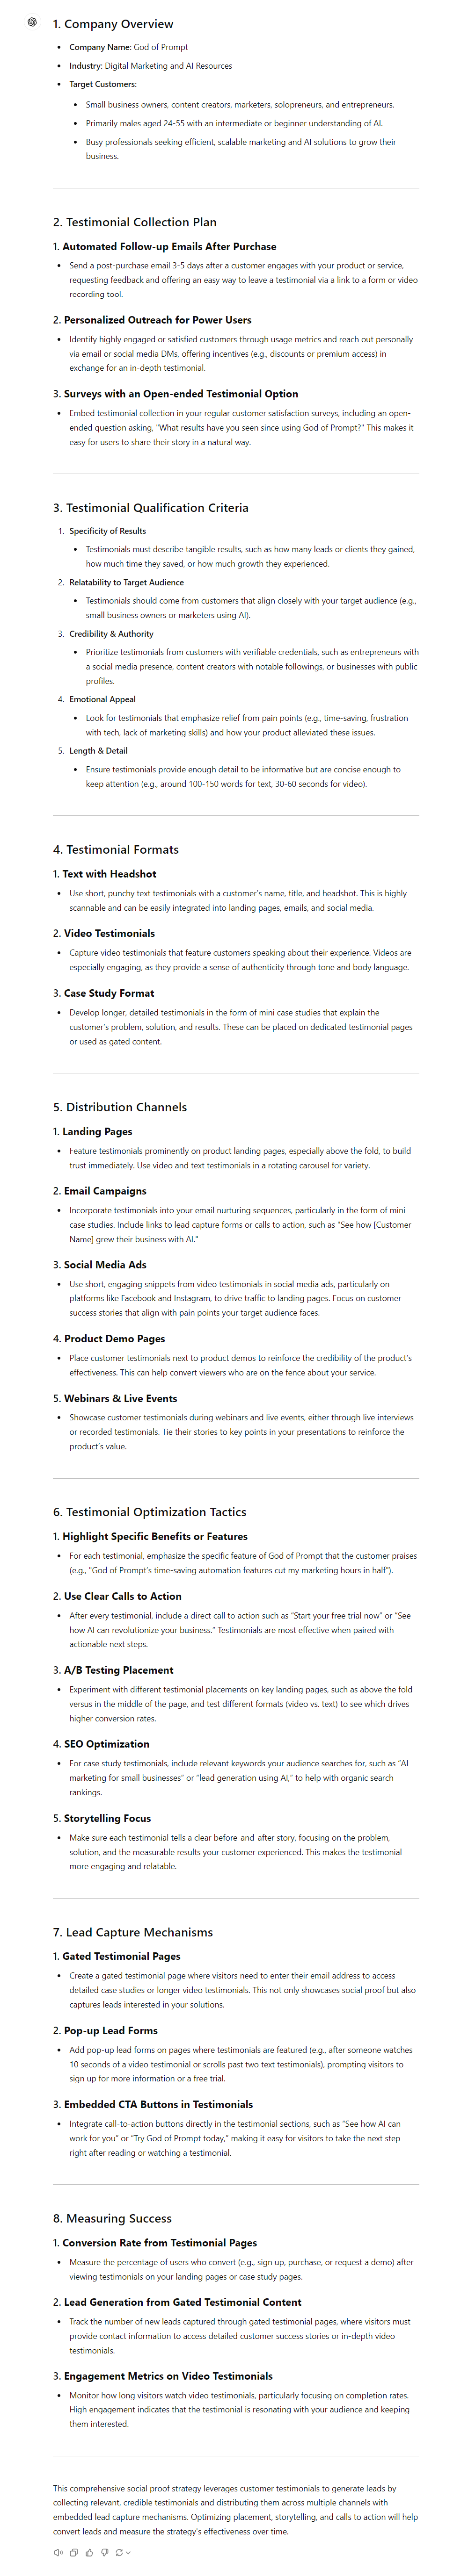 1. Company Overview
• Company Name: God of Prompt
• Industry: Digital Marketing and AI Resources
• Target Customers:
• Small business owners, content creators, marketers, solopreneurs, and entrepreneurs.
• Primarily males aged 24-55 with an intermediate or beginner understanding of AI.
• Busy professionals seeking efficient, scalable marketing and AI solutions to grow their
business.
2. Testimonial Collection Plan
1. Automated Follow-up Emails After Purchase
• Send a post-purchase email 3-5 days after a customer engages with your product or service,
requesting feedback and offering an easy way to leave a testimonial via a link to a form or video
recording tool.
2. Personalized Outreach for Power Users
• Identify highly engaged or satisfied customers through usage metrics and reach out personally
via email or social media DMs, offering incentives (e.g., discounts or premium access) in
exchange for an in-depth testimonial.
3. Surveys with an Open-ended Testimonial Option
• Embed testimonial collection in your regular customer satisfaction surveys, including an open-
ended question asking, "What results have you seen since using God of Prompt?" This makes it
easy for users to share their story in a natural way.
3. Testimonial Qualification Criteria
1. Specificity of Results
• Testimonials must describe tangible results, such as how many leads or clients they gained,
how much time they saved, or how much growth they experienced.
2. Relatability to Target Audience
• Testimonials should come from customers that align closely with your target audience (e.g.,
small business owners or marketers using AI).
3. Credibility & Authority
• Prioritize testimonials from customers with verifiable credentials, such as entrepreneurs with
a social media presence, content creators with notable followings, or businesses with public
profiles.
4. Emotional Appeal
• Look for testimonials that emphasize relief from pain points (e.g., time-saving, frustration
with tech, lack of marketing skills) and how your product alleviated these issues.
5. Length & Detail
• Ensure testimonials provide enough detail to be informative but are concise enough to
keep attention (e.g., around 100-150 words for text, 30-60 seconds for video).
4. Testimonial Formats
1. Text with Headshot
• Use short, punchy text testimonials with a customer's name, title, and headshot. This is highly
scannable and can be easily integrated into landing pages, emails, and social media.
2. Video Testimonials
• Capture video testimonials that feature customers speaking about their experience. Videos are
especially engaging, as they provide a sense of authenticity through tone and body language.
3. Case Study Format
• Develop longer, detailed testimonials in the form of mini case studies that explain the
customer's problem, solution, and results. These can be placed on dedicated testimonial pages
or used as gated content.
5. Distribution Channels
1. Landing Pages
• Feature testimonials prominently on product landing pages, especially above the fold, to build
trust immediately. Use video and text testimonials in a rotating carousel for variety.
2. Email Campaigns
• Incorporate testimonials into your email nurturing sequences, particularly in the form of mini
case studies. Include links to lead capture forms or calls to action, such as "See how [Customer
Name] grew their business with AI."
3. Social Media Ads
• Use short, engaging snippets from video testimonials in social media ads, particularly on
platforms like Facebook and Instagram, to drive traffic to landing pages. Focus on customer
success stories that align with pain points your target audience faces.
4. Product Demo Pages
• Place customer testimonials next to product demos to reinforce the credibility of the product's
effectiveness. This can help convert viewers who are on the fence about your service.
5. Webinars & Live Events
• Showcase customer testimonials during webinars and live events, either through live interviews
or recorded testimonials. Tie their stories to key points in your presentations to reinforce the
product's value.
6. Testimonial Optimization Tactics
1. Highlight Specific Benefits or Features
• For each testimonial, emphasize the specific feature of God of Prompt that the customer praises
(e.g., "God of Prompt's time-saving automation features cut my marketing hours in half").
2. Use Clear Calls to Action
• After every testimonial, include a direct call to action such as "Start your free trial now" or "See
how AI can revolutionize your business." Testimonials are most effective when paired with
actionable next steps.
3. A/B Testing Placement
• Experiment with different testimonial placements on key landing pages, such as above the fold
versus in the middle of the page, and test different formats (video vs. text) to see which drives
higher conversion rates.
4. SEO Optimization
• For case study testimonials, include relevant keywords your audience searches for, such as "AI
marketing for small businesses" or "lead generation using AI," to help with organic search
rankings.
5. Storytelling Focus
• Make sure each testimonial tells a clear before-and-after story, focusing on the problem,
solution, and the measurable results your customer experienced. This makes the testimonial
more engaging and relatable.
7. Lead Capture Mechanisms
1. Gated Testimonial Pages
• Create a gated testimonial page where visitors need to enter their email address to access
detailed case studies or longer video testimonials. This not only showcases social proof but also
captures leads interested in your solutions.
2. Pop-up Lead Forms
• Add pop-up lead forms on pages where testimonials are featured (e.g., after someone watches
10 seconds of a video testimonial or scrolls past two text testimonials), prompting visitors to
sign up for more information or a free trial.
3. Embedded CTA Buttons in Testimonials
• Integrate call-to-action buttons directly in the testimonial sections, such as "See how AI can
work for you" or "Try God of Prompt today," making it easy for visitors to take the next step
right after reading or watching a testimonial.
8. Measuring Success
1. Conversion Rate from Testimonial Pages
• Measure the percentage of users who convert (e.g., sign up, purchase, or request a demo) after
viewing testimonials on your landing pages or case study pages.
2. Lead Generation from Gated Testimonial Content
• Track the number of new leads captured through gated testimonial pages, where visitors must
provide contact information to access detailed customer success stories or in-depth video
testimonials.
3. Engagement Metrics on Video Testimonials
• Monitor how long visitors watch video testimonials, particularly focusing on completion rates.
High engagement indicates that the testimonial is resonating with your audience and keeping
them interested.
This comprehensive social proof strategy leverages customer testimonials to generate leads by
collecting relevant, credible testimonials and distributing them across multiple channels with
embedded lead capture mechanisms. Optimizing placement, storytelling, and calls to action will help
convert leads and measure the strategy's effectiveness over time.